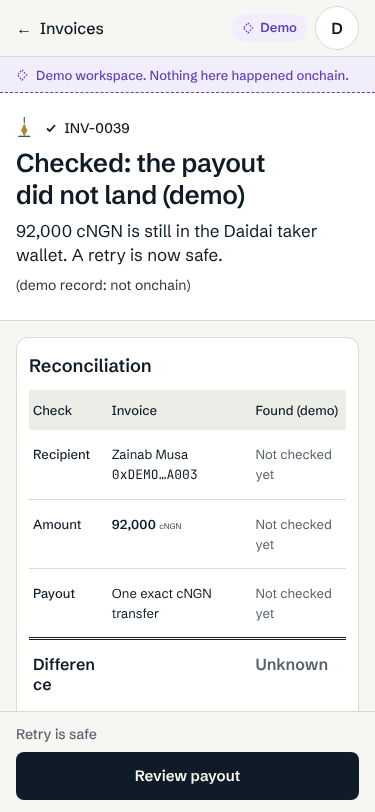 ← Invoices
Demo
D
Demo workspace. Nothing here happened onchain.
INV-0039
Checked: the payout
did not land (demo)
92,000 cNGN is still in the Daidai taker
wallet. A retry is now safe.
(demo record: not onchain)
Reconciliation
Check Invoice Found (demo)
Recipient Zainab Musa Not checked
0xDEMO…A003 yet
Amount 92,000 cNGN Not checked
yet
Payout One exact cNGN Not checked
transfer yet
Differen Unknown
ce
Retry is safe
Review payout